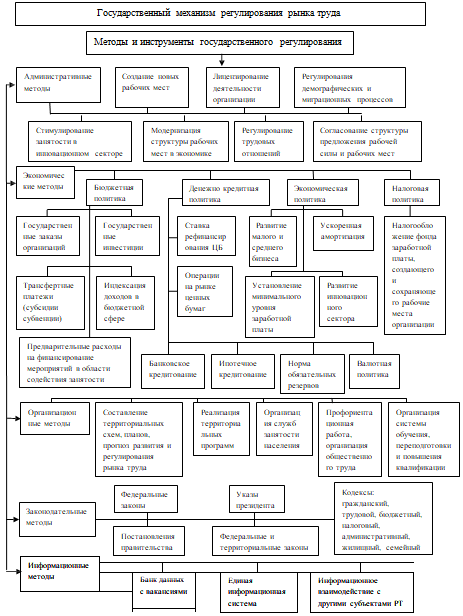 Государственный механизм регулирования рынка труда
Методы и инструменты государственного регулирования
Административные
методы
Создание новых
рабочих мест
Лицензирование
деятельности
организации
Регулирование
демографических и
миграционных процессов
Стимулирование
занятости в
инновационном секторе
Модернизация
структуры рабочих
мест в экономике
Регулирование
трудовых
отношений
Согласование структуры
предложения рабочей
силы и рабочих мест
Экономичес
кие методы
Бюджетная
политика
Денежно кредитная
политика
Экономическая
политика
Налоговая
политика
Государствен
ные заказы
организаций
Государствен
ные
инвестиции
Ставка
рефинансир
ования ЦБ
Развитие
малого и
среднего
бизнеса
Ускоренная
амортизация
Налогообло
жение фонда
заработной
платы,
создающего
и
сохраняюще
го рабочие
места
организации
Трансфертные
платежи
(субсидии
субвенции)
Индексация
доходов в
бюджетной
сфере
Операции
на рынке
ценных
бумаг
Установление
минимального
уровня
заработной
платы
Развитие
инновацион
ного
сектора
Предварительные расходы
на финансирование
мероприятий в области
содействия занятости
Банковское
кредитование
Ипотечное
кредитование
Норма
обязательных
резервов
Валютная
политика
Организацион
ные методы
Составление
территориальных
схем, планов,
прогноз развития и
регулирования
рынка труда
Реализация
территориа
льных
программ
Организац
ия служб
занятости
населения
Профориента
ционная
работа,
организация
общественно
го труда
Организация
системы
обучения,
переподготовки
и повышения
квалификации
Законодательные
методы
Федеральные
законы
Указы
президента
Кодексы:
гражданский,
трудовой, бюджетный,
налоговый,
административный,
жилищный, семейный
Постановления
правительства
Федеральные и
территориальные законы
Информационные
методы
Банк данных
с вакансиями
Единая
информационная
система
Информационное
взаимодействие с
другими субъектами РТ